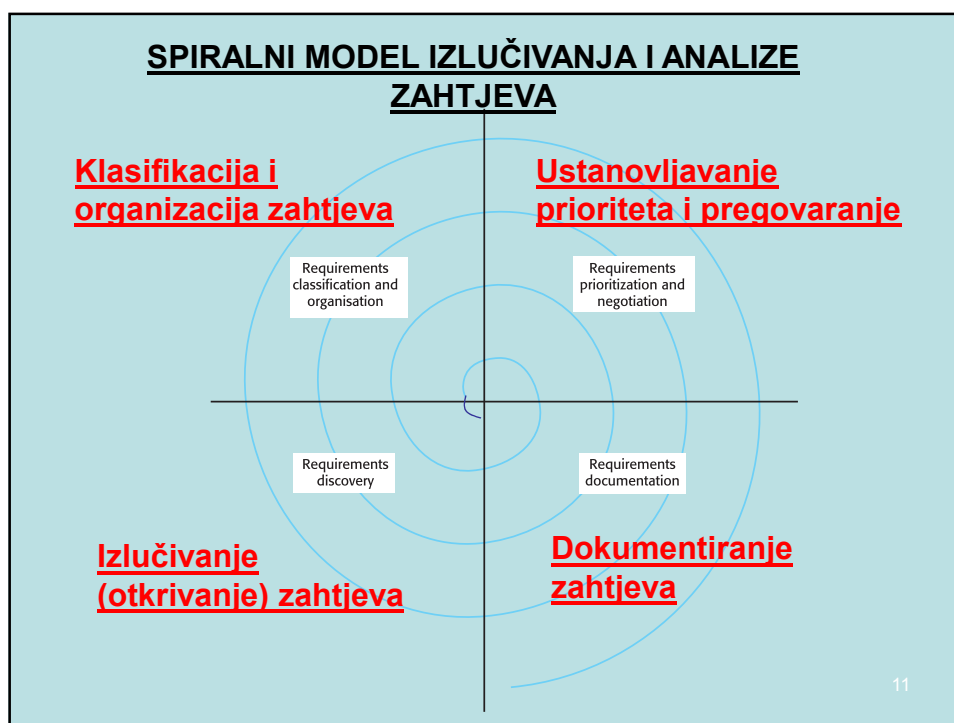 SPIRALNI MODEL IZLUČIVANJA I ANALIZE
ZAHTJEVA
Klasifikacija i
organizacija zahtjeva
Ustanovljavanje
prioriteta i pregovaranje
Requirements
classification and
organisation
Requirements
prioritization and
negotiation
Requirements
discovery
Requirements
documentation
Izlučivanje
(otkrivanje) zahtjeva
Dokumentiranje
zahtjeva
11